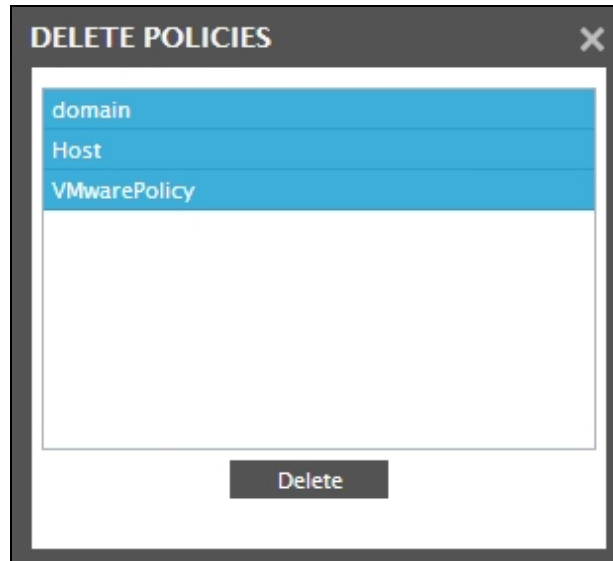 DELETE POLICIES
domain
Host
VMwarePolicy
Delete